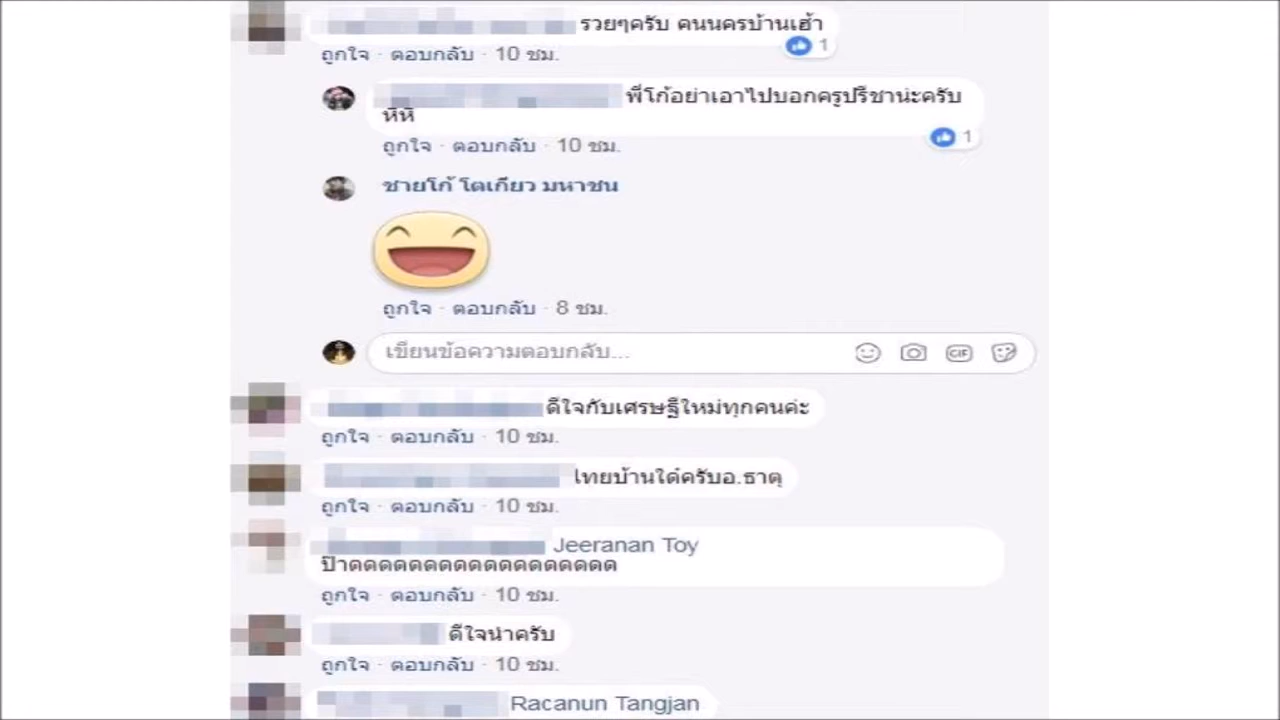 รวยๆครับ คนนครบ้านเฮ้า
1
ถูกใจ · ตอบกลับ · 10 ชม.
พี่โก้อย่าเอาไปบอกครูปรีชาน่ะครับ
หิหิ
1
ถูกใจ · ตอบกลับ · 10 ชม.
ชายโก้ โตเกียว มหาชน
ถูกใจ · ตอบกลับ · 8 ชม.
เขียนข้อความตอบกลับ...
GIF
ดีใจกับเศรษฐีใหม่ทุกคนค่ะ
ถูกใจ · ตอบกลับ · 10 ชม.
ไทยบ้านใด๋ครับอ.ธาตุ
ถูกใจ · ตอบกลับ · 10 ชม.
Jeeranan Toy
ป๊าดดดดดดดดดดดดดดดดดดด
ถูกใจ · ตอบกลับ · 10 ชม.
ดีใจนำครับ
ถูกใจ · ตอบกลับ · 10 ชม.
Racanun Tangjan